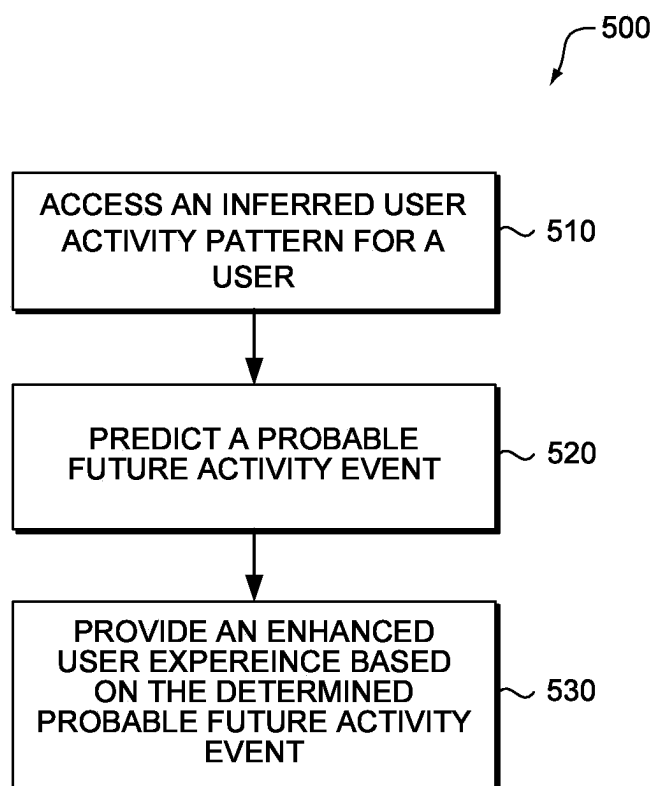 500
ACCESS AN INFERRED USER
ACTIVITY PATTERN FOR A
USER
510
PREDICT A PROBABLE
FUTURE ACTIVITY EVENT
520
PROVIDE AN ENHANCED
USER EXPEREINCE BASED
ON THE DETERMINED
PROBABLE FUTURE ACTIVITY
EVENT
530